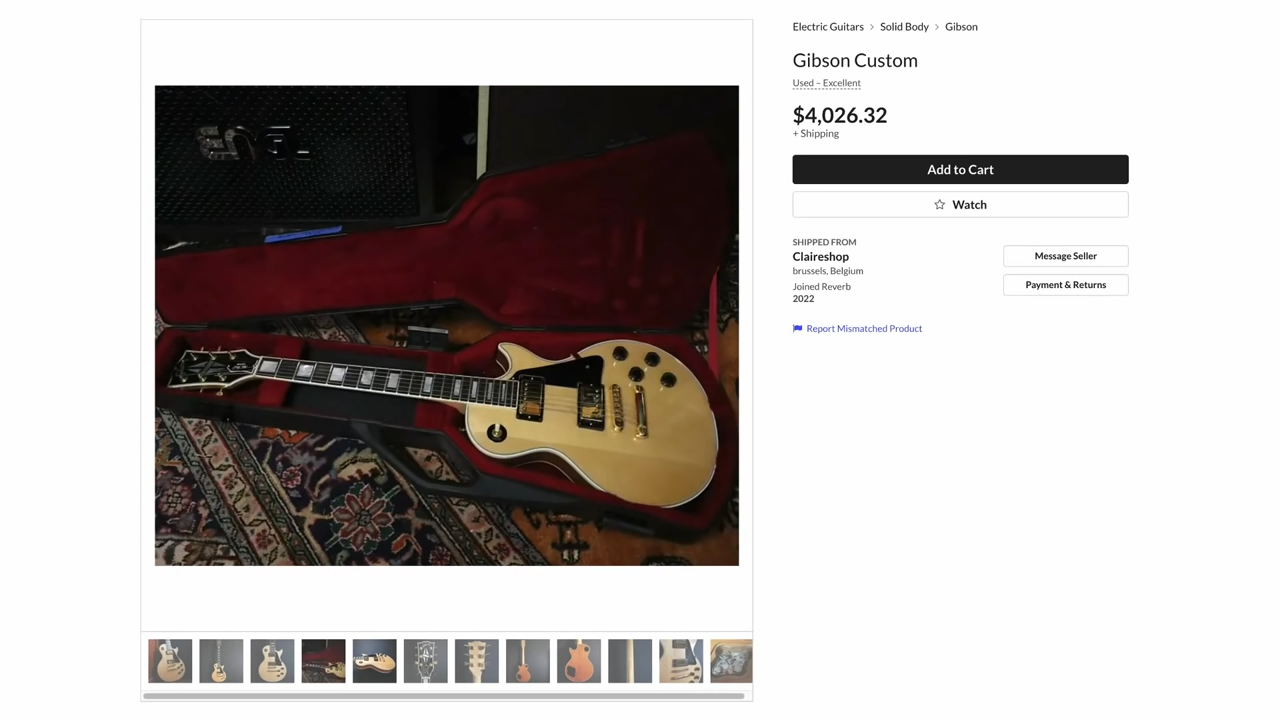 Electric Guitars > Solid Body > Gibson
Gibson Custom
Used – Excellent
$4,026.32
+ Shipping
Add to Cart
Watch
SHIPPED FROM
Claireshop
brussels, Belgium
Joined Reverb
2022
Message Seller
Payment & Returns
Report Mismatched Product
ENGL